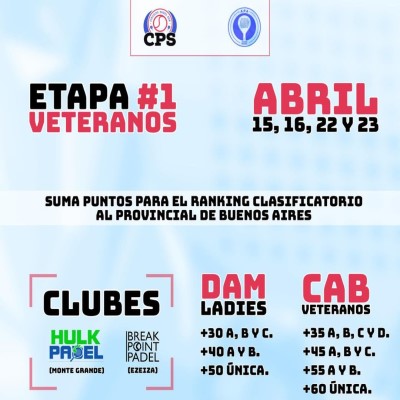 CPS
ETAPA #1
VETERANOS
ABRIL
15, 16, 22 Y 23
SUMA PUNTOS PARA EL RANKING CLASIFICATORIO
AL PROVINCIAL DE BUENOS AIRES
CLUBES
HULK
PADEL
(MONTE GRANDE)
BREAK
POINT
PADEL
(EZEIZA)
DAM
LADIES
+30 A, B Y C.
+40 A Y B.
+50 ÚNICA.
CAB
VETERANOS
+35 A, B, C Y D.
+45 A, B Y C.
+55 A Y B.
+60 ÚNICA.